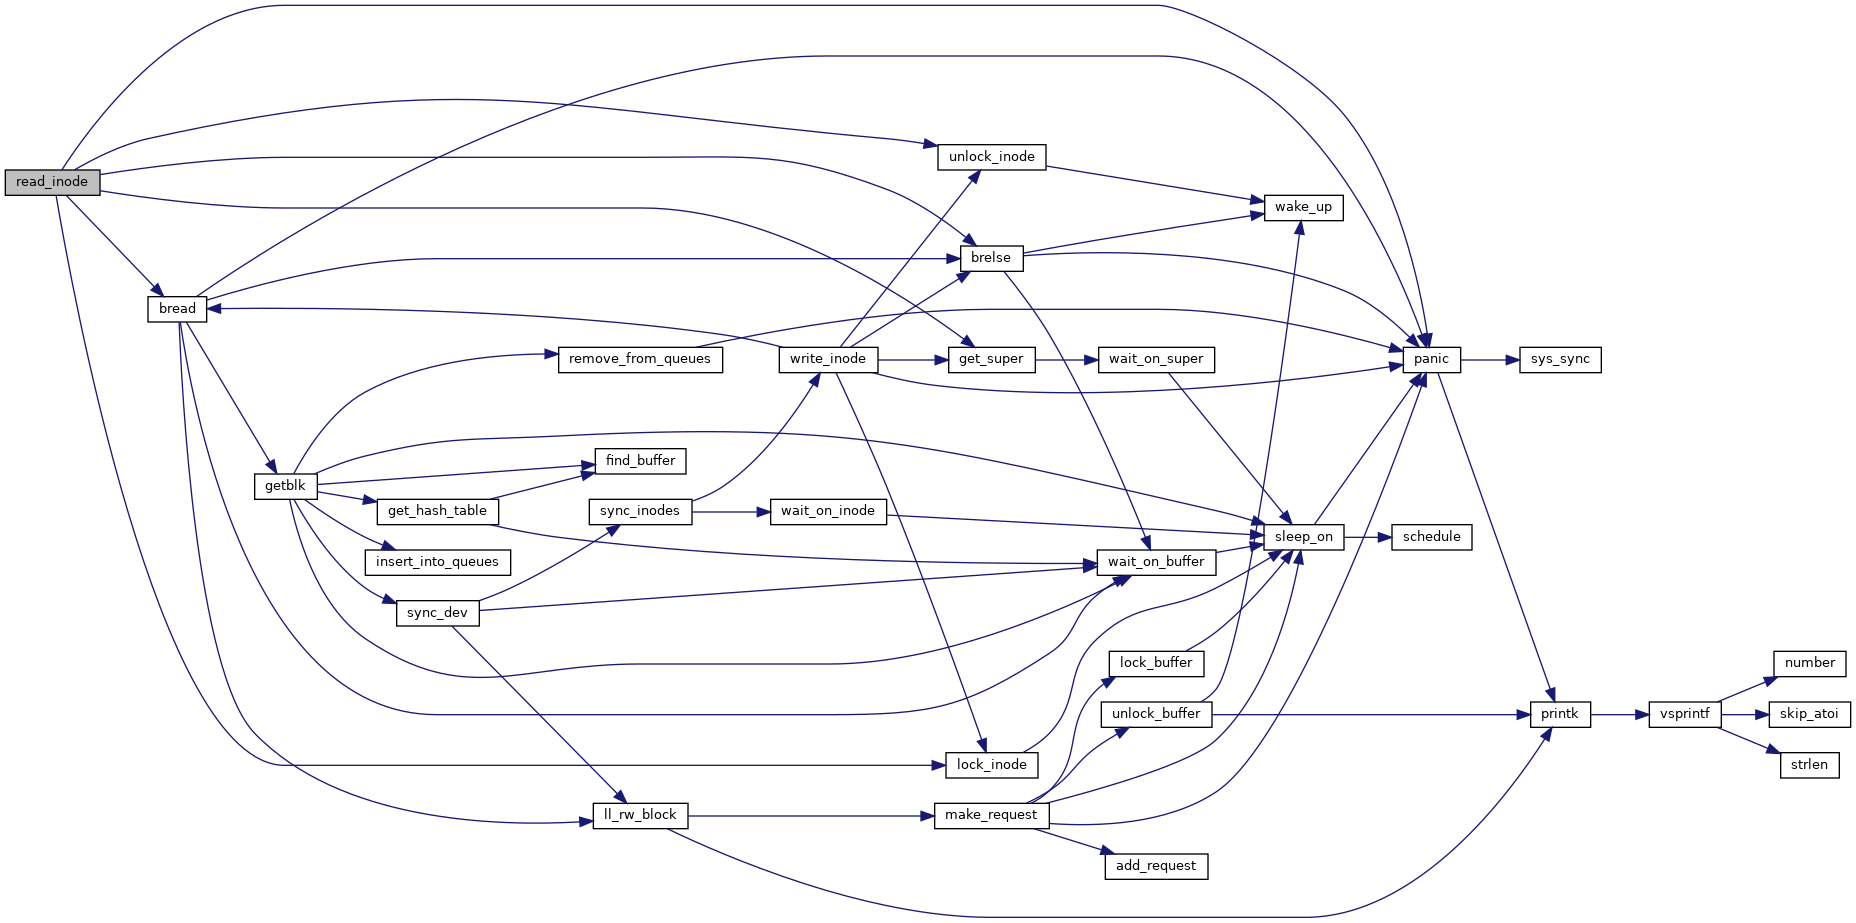 read_inode
bread
getblk
get_hash_table
insert_into_queues
sync_dev
remove_from_queues
find_buffer
sync_inodes
ll_rw_block
write_inode
wait_on_inode
unlock_inode
brelse
get_super
lock_inode
make_request
wait_on_super
wait_on_buffer
lock_buffer
unlock_buffer
add_request
wake_up
sleep_on
panic
schedule
sys_sync
printk
vsprintf
number
skip_atoi
strlen